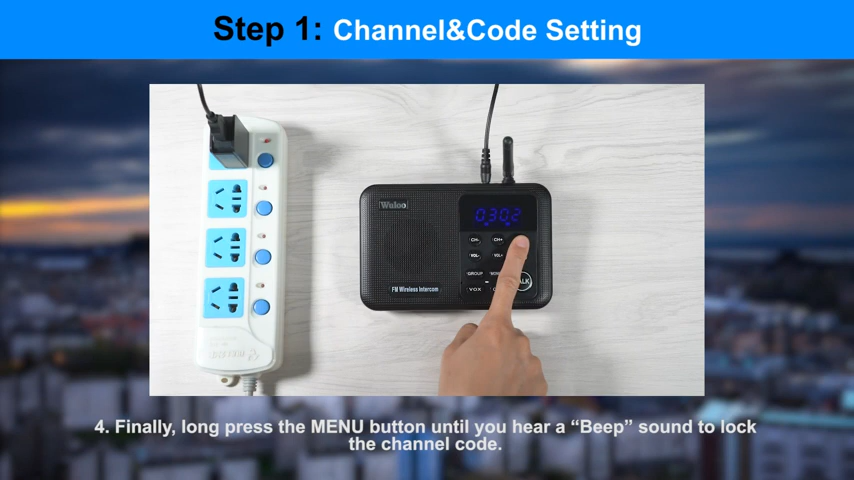 Step 1: Channel&Code Setting
Wuloo
0302
CH- CH+
VOL- VOL+
GROUP
VOX
FM Wireless Intercom
4. Finally, long press the MENU button until you hear a “Beep” sound to lock
the channel code.